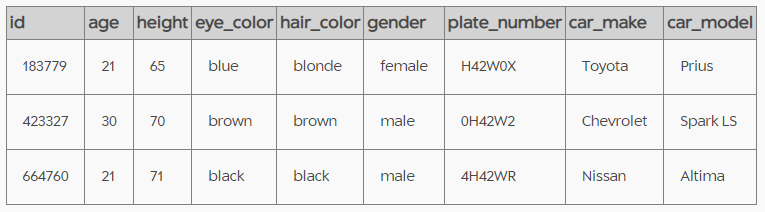 id age height eye_color hair_color gender plate_number car_make car_model
183779 21 65 blue blonde female H42W0X Toyota Prius
423327 30 70 brown brown male 0H42W2 Chevrolet Spark LS
664760 21 71 black black male 4H42WR Nissan Altima